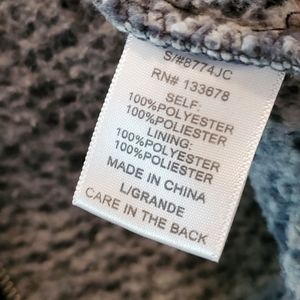 S/#8774JC
RN# 133678
SELF:
100%POLYESTER
100%POLIESTER
LINING:
100%POLYESTER
100%POLIESTER
MADE IN CHINA
L/GRANDE
CARE IN THE BACK